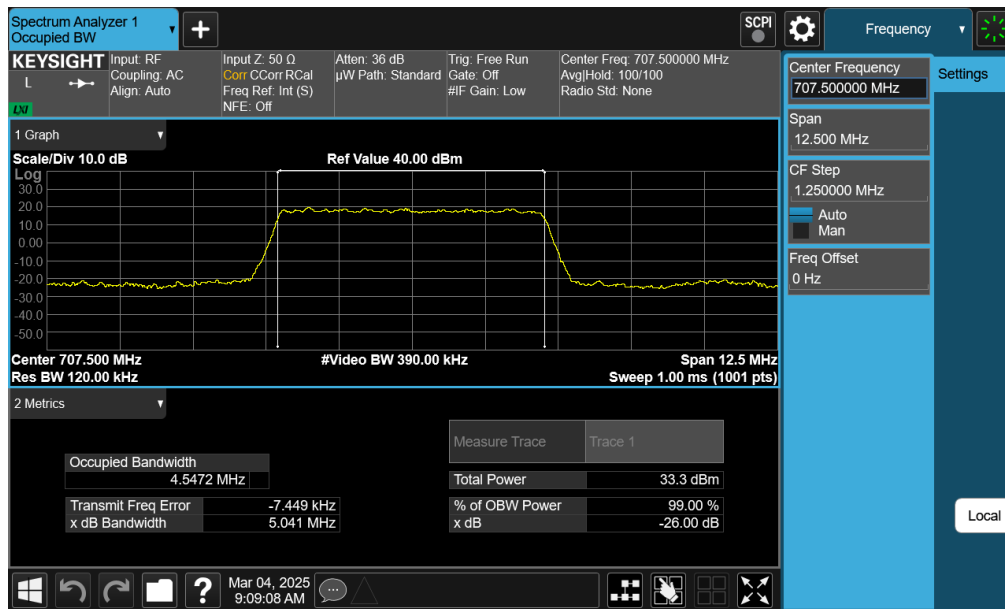 Spectrum Analyzer 1
Occupied BW
+
SCPI
Frequency
KEYSIGHT
L
LXI
Input: RF
Coupling: AC
Align: Auto
Input Z: 50 Ω
Corr CCorr RCal
Freq Ref: Int (S)
NFE: Off
Atten: 36 dB
µW Path: Standard
Trig: Free Run
Gate: Off
#IF Gain: Low
Center Freq: 707.500000 MHz
Avg|Hold: 100/100
Radio Std: None
Center Frequency
707.500000 MHz
Settings
Span
12.500 MHz
CF Step
1.250000 MHz
Auto
Man
Freq Offset
0 Hz
1 Graph
Scale/Div 10.0 dB
Ref Value 40.00 dBm
Log
30.0
20.0
10.0
0.00
-10.0
-20.0
-30.0
-40.0
-50.0
Center 707.500 MHz
#Video BW 390.00 kHz
Span 12.5 MHz
Res BW 120.00 kHz
Sweep 1.00 ms (1001 pts)
2 Metrics
Measure Trace
Trace 1
Occupied Bandwidth
4.5472 MHz
Total Power
33.3 dBm
Transmit Freq Error
-7.449 kHz
% of OBW Power
99.00 %
x dB Bandwidth
5.041 MHz
x dB
-26.00 dB
Local
?
Mar 04, 2025
9:09:08 AM